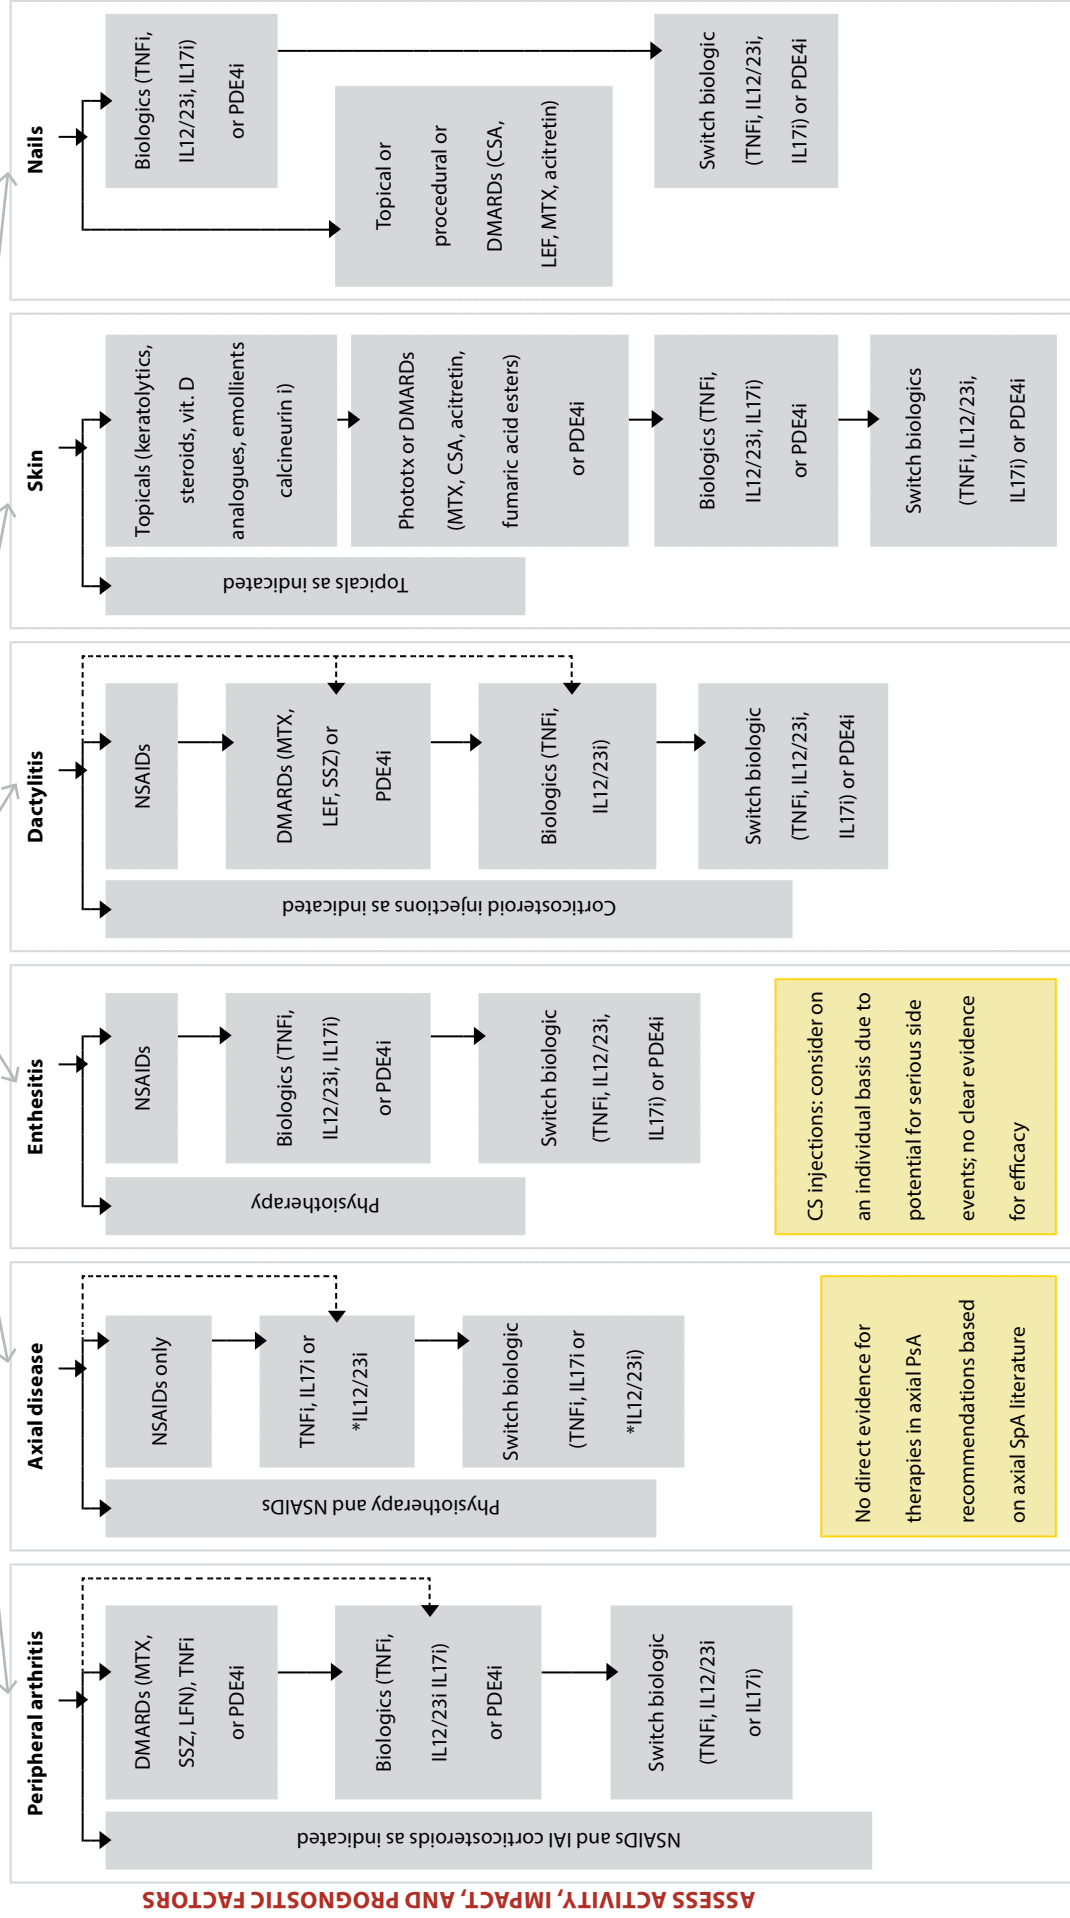 ASSESS ACTIVITY, IMPACT, AND PROGNOSTIC FACTORS
Peripheral arthritis
NSAIDs and IAI corticosteroids as indicated
DMARDs (MTX,
SSZ, LFN), TNFi
or PDE4i
Biologics (TNFi,
IL12/23i IL17i)
or PDE4i
Switch biologic
(TNFi, IL12/23i
or IL17i)
Axial disease
Physiotherapy and NSAIDs
NSAIDs only
TNFi, IL17i or
*IL12/23i
Switch biologic
(TNFi, IL17i or
*IL12/23i)
No direct evidence for
therapies in axial PsA
recommendations based
on axial SpA literature
Enthesitis
Physiotherapy
NSAIDs
Biologics (TNFi,
IL12/23i, IL17i)
or PDE4i
Switch biologic
(TNFi, IL12/23i,
IL17i) or PDE4i
CS injections: consider on
an individual basis due to
potential for serious side
events; no clear evidence
for efficacy
Dactylitis
Corticosteroid injections as indicated
NSAIDs
DMARDs (MTX,
LEF, SSZ) or
PDE4i
Biologics (TNFi,
IL12/23i)
Switch biologic
(TNFi, IL12/23i,
IL17i) or PDE4i
Skin
Topicals as indicated
Topicals (keratolytics,
steroids, vit. D
analogues, emollients
calcineurin i)
Phototx or DMARDs
(MTX, CSA, acitretin,
fumaric acid esters)
or PDE4i
Biologics (TNFi,
IL12/23i, IL17i)
or PDE4i
Switch biologics
(TNFi, IL12/23i,
IL17i) or PDE4i
Nails
Topical or
procedural or
DMARDs (CSA,
LEF, MTX, acitretin)
Biologics (TNFi,
IL12/23i, IL17i)
or PDE4i
Switch biologic
(TNFi, IL12/23i,
IL17i) or PDE4i